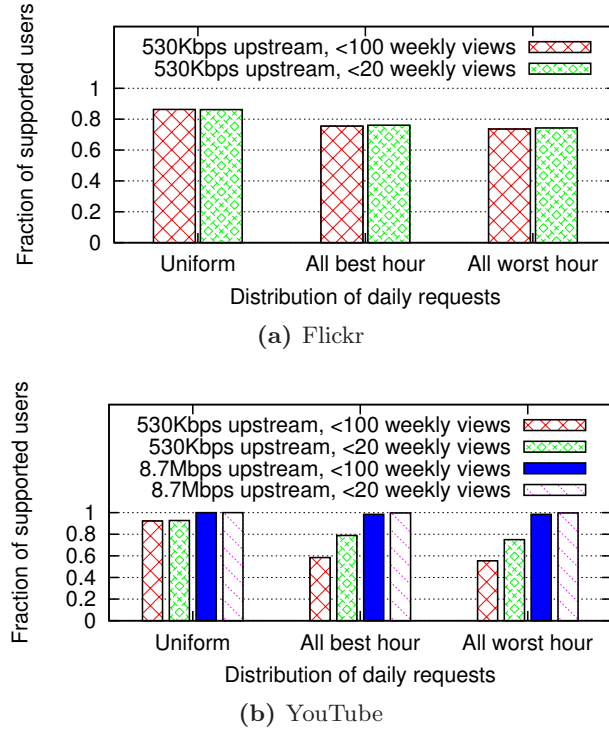 530Kbps upstream, <100 weekly views
530Kbps upstream, <20 weekly views
Fraction of supported users
1
0.8
0.6
0.4
0.2
0
Uniform All best hour All worst hour
Distribution of daily requests
(a) Flickr
530Kbps upstream, <100 weekly views
530Kbps upstream, <20 weekly views
8.7Mbps upstream, <100 weekly views
8.7Mbps upstream, <20 weekly views
Fraction of supported users
1
0.8
0.6
0.4
0.2
0
Uniform All best hour All worst hour
Distribution of daily requests
(b) YouTube